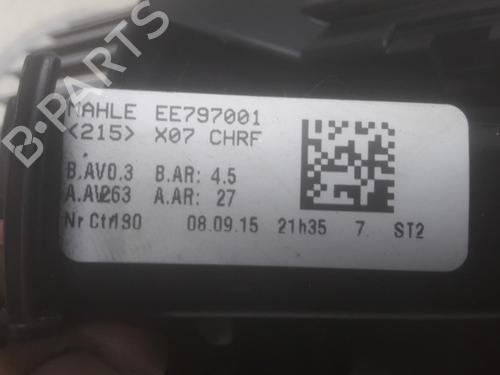 MAHLE EE797001
<215> X07 CHRF
B.AV0.3 B.AR: 4.5
A.AV263 A.AR: 27
Nr Ctr190 08.09.15 21h35 7. ST2
B-PARTS